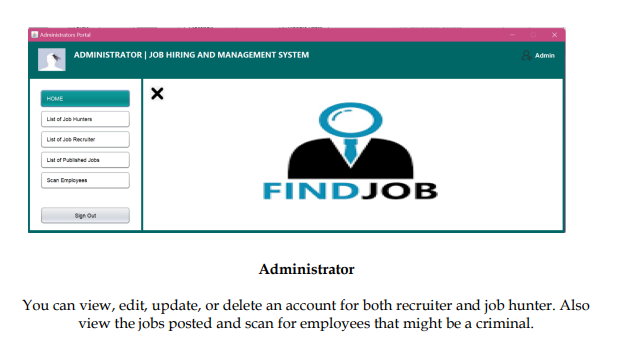 Administrators Portal
ADMINISTRATOR | JOB HIRING AND MANAGEMENT SYSTEM
Admin
HOME
List of Job Hunters
List of Job Recruiter
List of Published Jobs
Scan Employees
Sign Out
FINDJOB
Administrator
You can view, edit, update, or delete an account for both recruiter and job hunter. Also
view the jobs posted and scan for employees that might be a criminal.